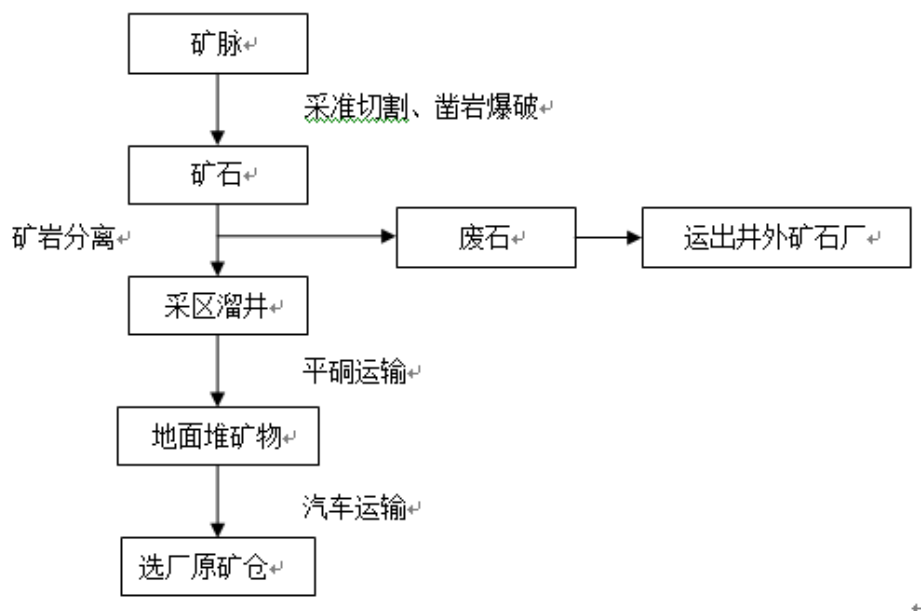 矿脉
采准切割、凿岩爆破
矿石
矿岩分离
废石
运出井外矿石厂
采区溜井
平硐运输
地面堆矿物
汽车运输
选厂原矿仓